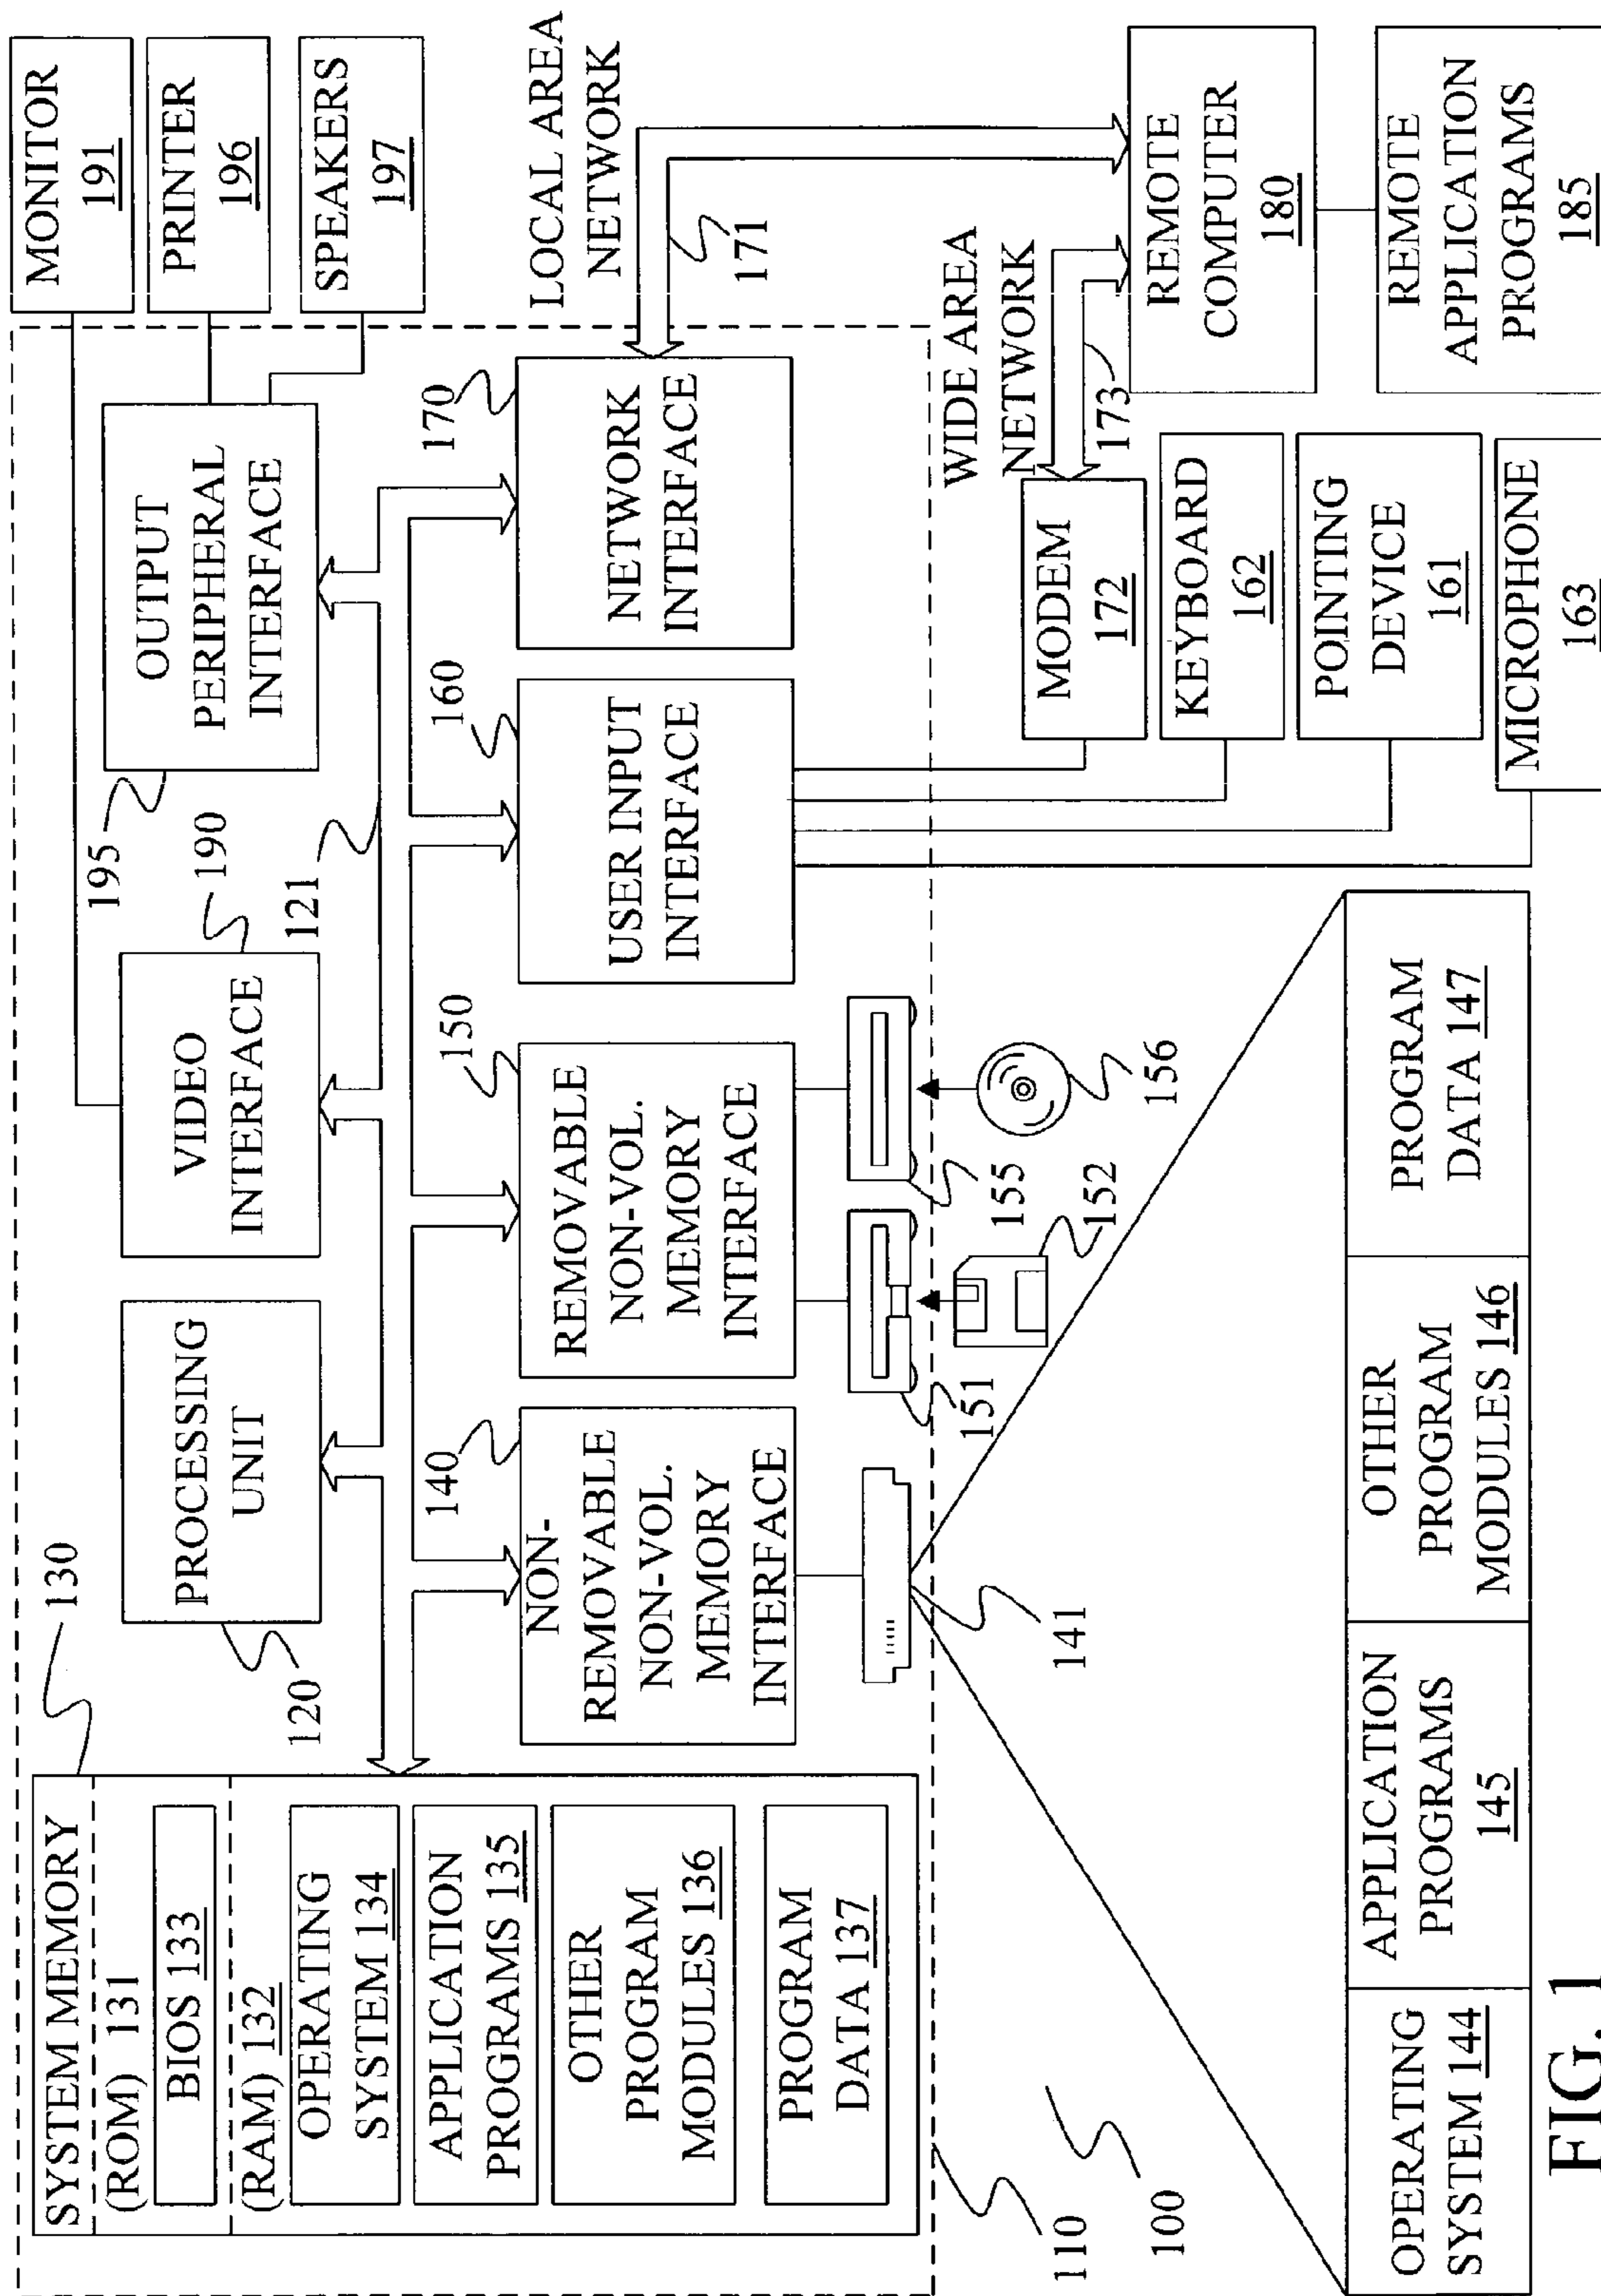 SYSTEM MEMORY
(ROM) 131
BIOS 133
(RAM) 132
OPERATING
SYSTEM 134
APPLICATION
PROGRAMS 135
OTHER
PROGRAM
MODULES 136
PROGRAM
DATA 137
130
120
PROCESSING
UNIT
VIDEO
INTERFACE
190
121
195
OUTPUT
PERIPHERAL
INTERFACE
MONITOR
191
PRINTER
196
SPEAKERS
197
140
NON-
REMOVABLE
NON-VOL.
MEMORY
INTERFACE
150
REMOVABLE
NON-VOL.
MEMORY
INTERFACE
160
USER INPUT
INTERFACE
170
NETWORK
INTERFACE
LOCAL AREA
NETWORK
171
WIDE AREA
NETWORK
173
141
151
152
155
156
MODEM
172
KEYBOARD
162
POINTING
DEVICE
161
MICROPHONE
163
REMOTE
COMPUTER
180
REMOTE
APPLICATION
PROGRAMS
185
110
100
OPERATING
SYSTEM 144
APPLICATION
PROGRAMS
145
OTHER
PROGRAM
MODULES 146
PROGRAM
DATA 147
FIG. 1